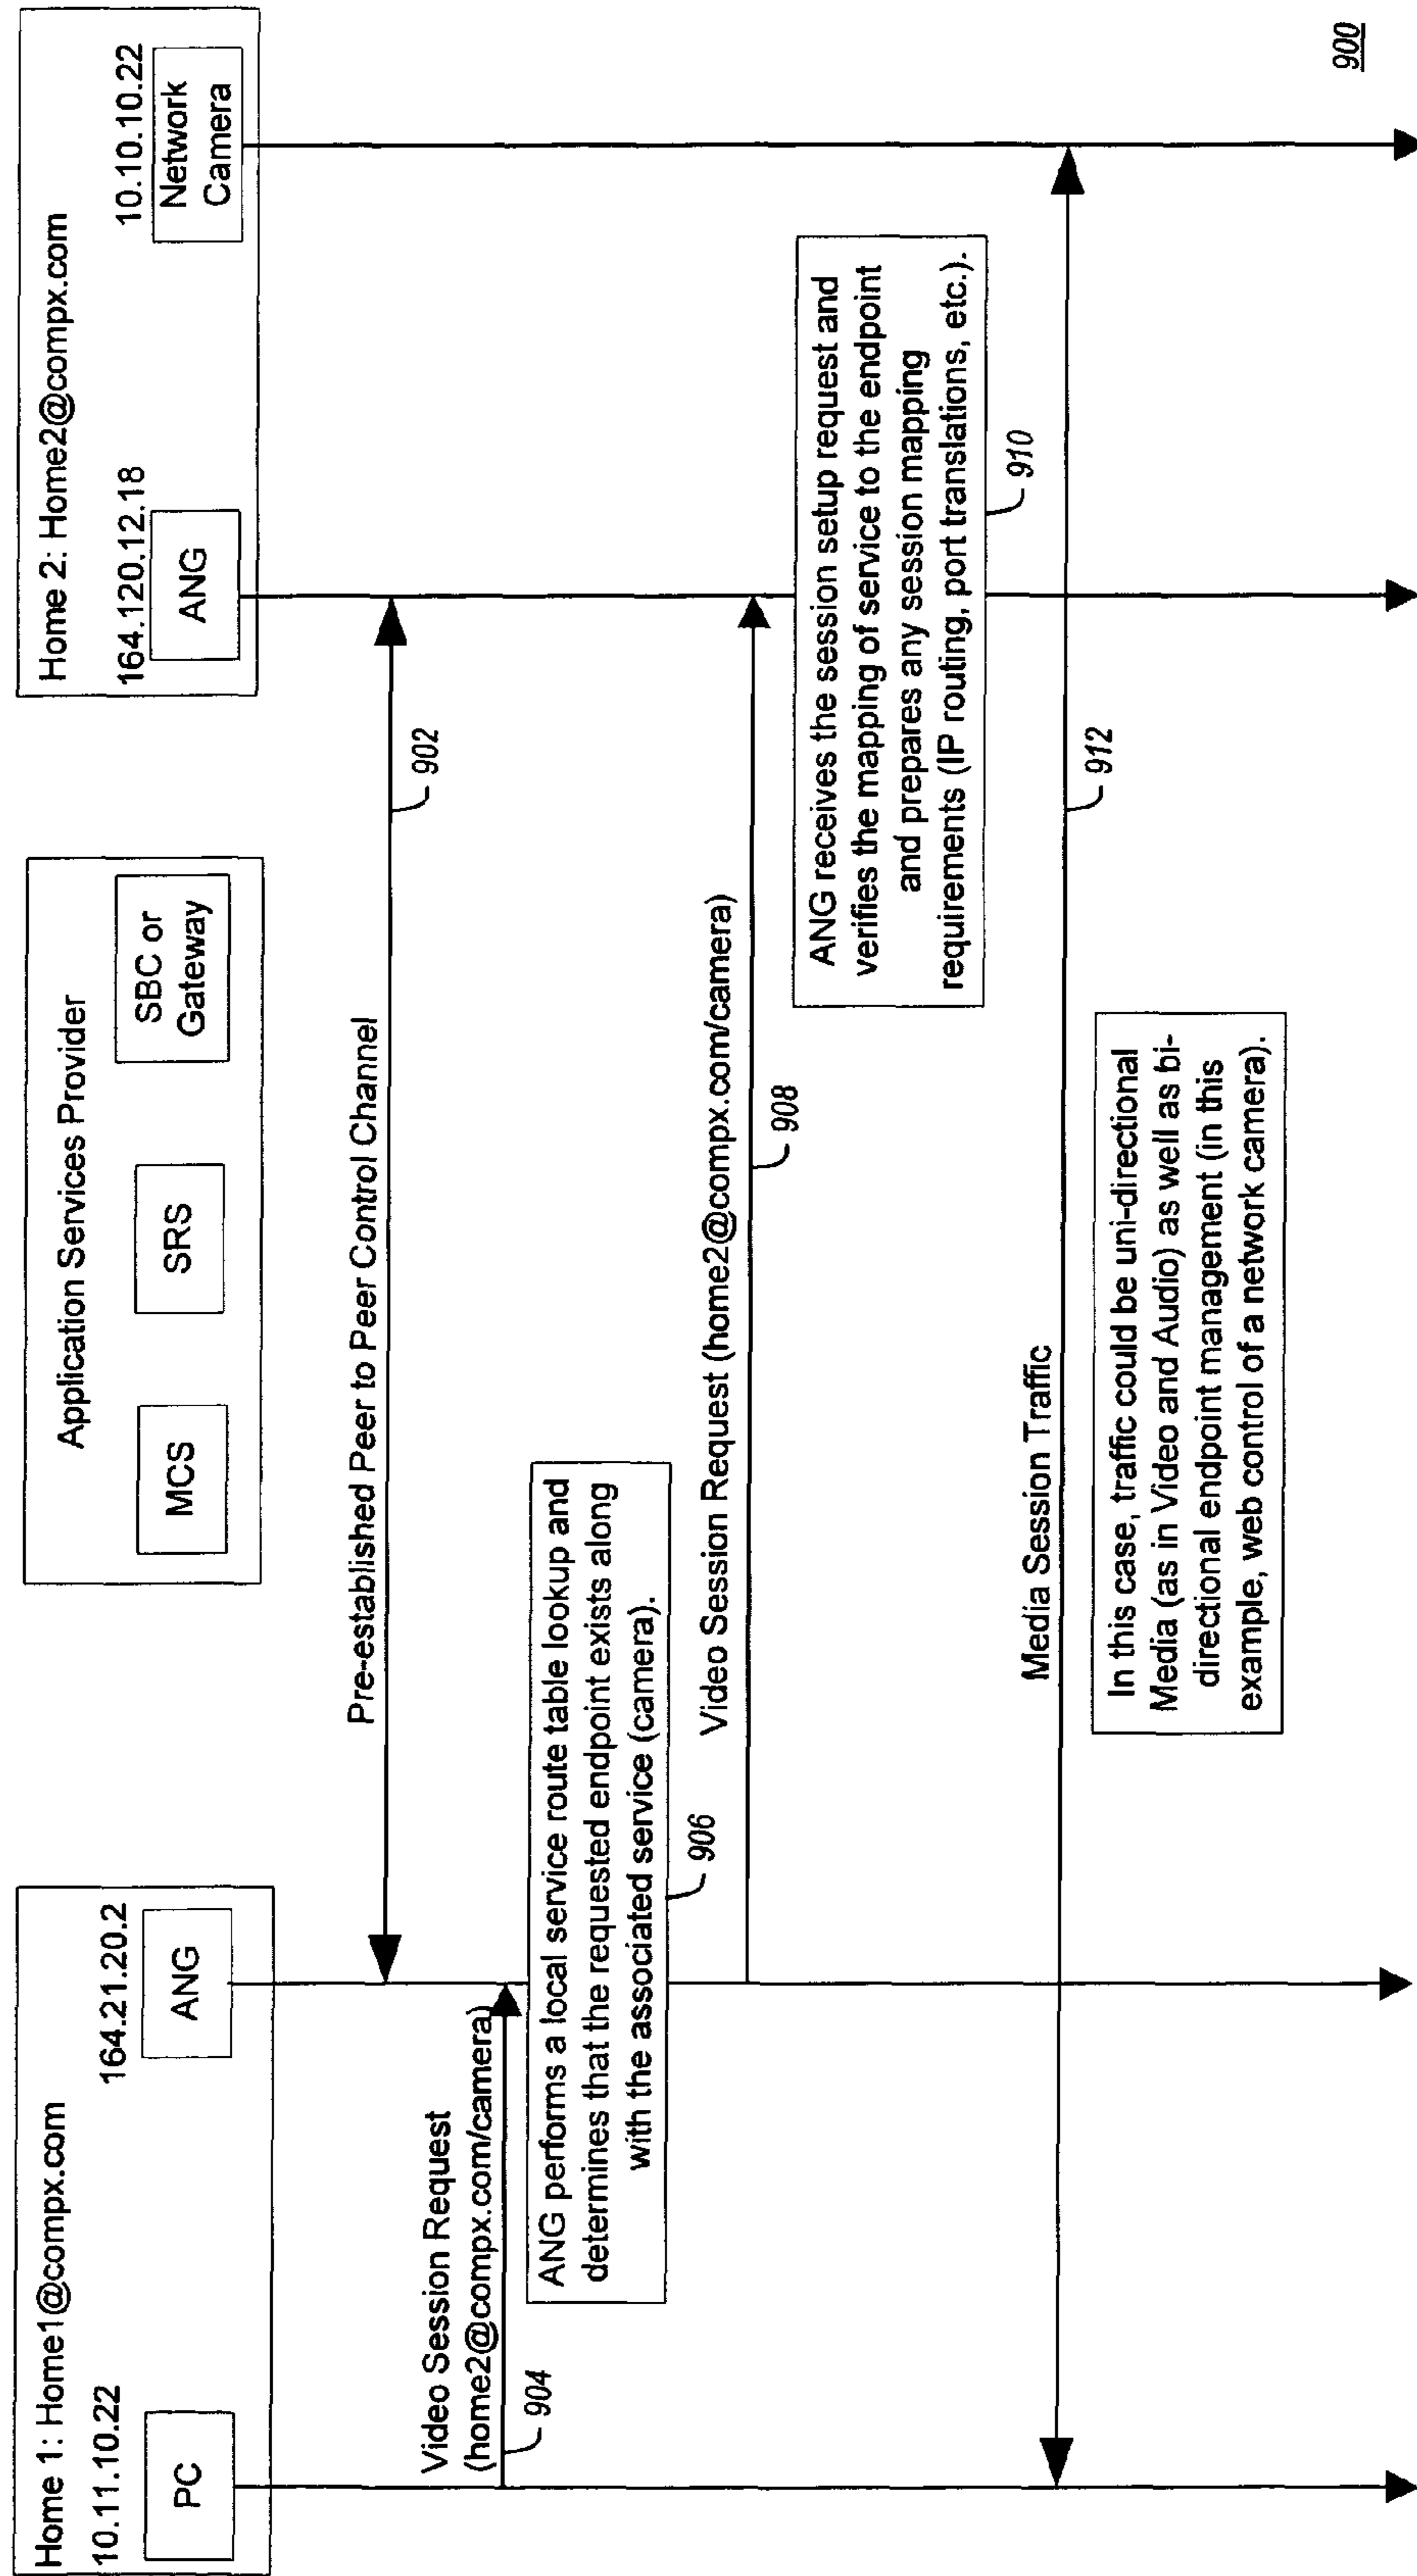 Home 1: Home1@compx.com
10.11.10.22
164.21.20.2
PC
ANG
Application Services Provider
MCS
SRS
SBC or
Gateway
Home 2: Home2@compx.com
164.120.12.18
10.10.10.22
ANG
Network
Camera
Pre-established Peer to Peer Control Channel
902
Video Session Request
(home2@compx.com/camera)
904
ANG performs a local service route table lookup and
determines that the requested endpoint exists along
with the associated service (camera).
906
Video Session Request (home2@compx.com/camera)
908
ANG receives the session setup request and
verifies the mapping of service to the endpoint
and prepares any session mapping
requirements (IP routing, port translations, etc.).
910
Media Session Traffic
912
In this case, traffic could be uni-directional
Media (as in Video and Audio) as well as bi-
directional endpoint management (in this
example, web control of a network camera).
900